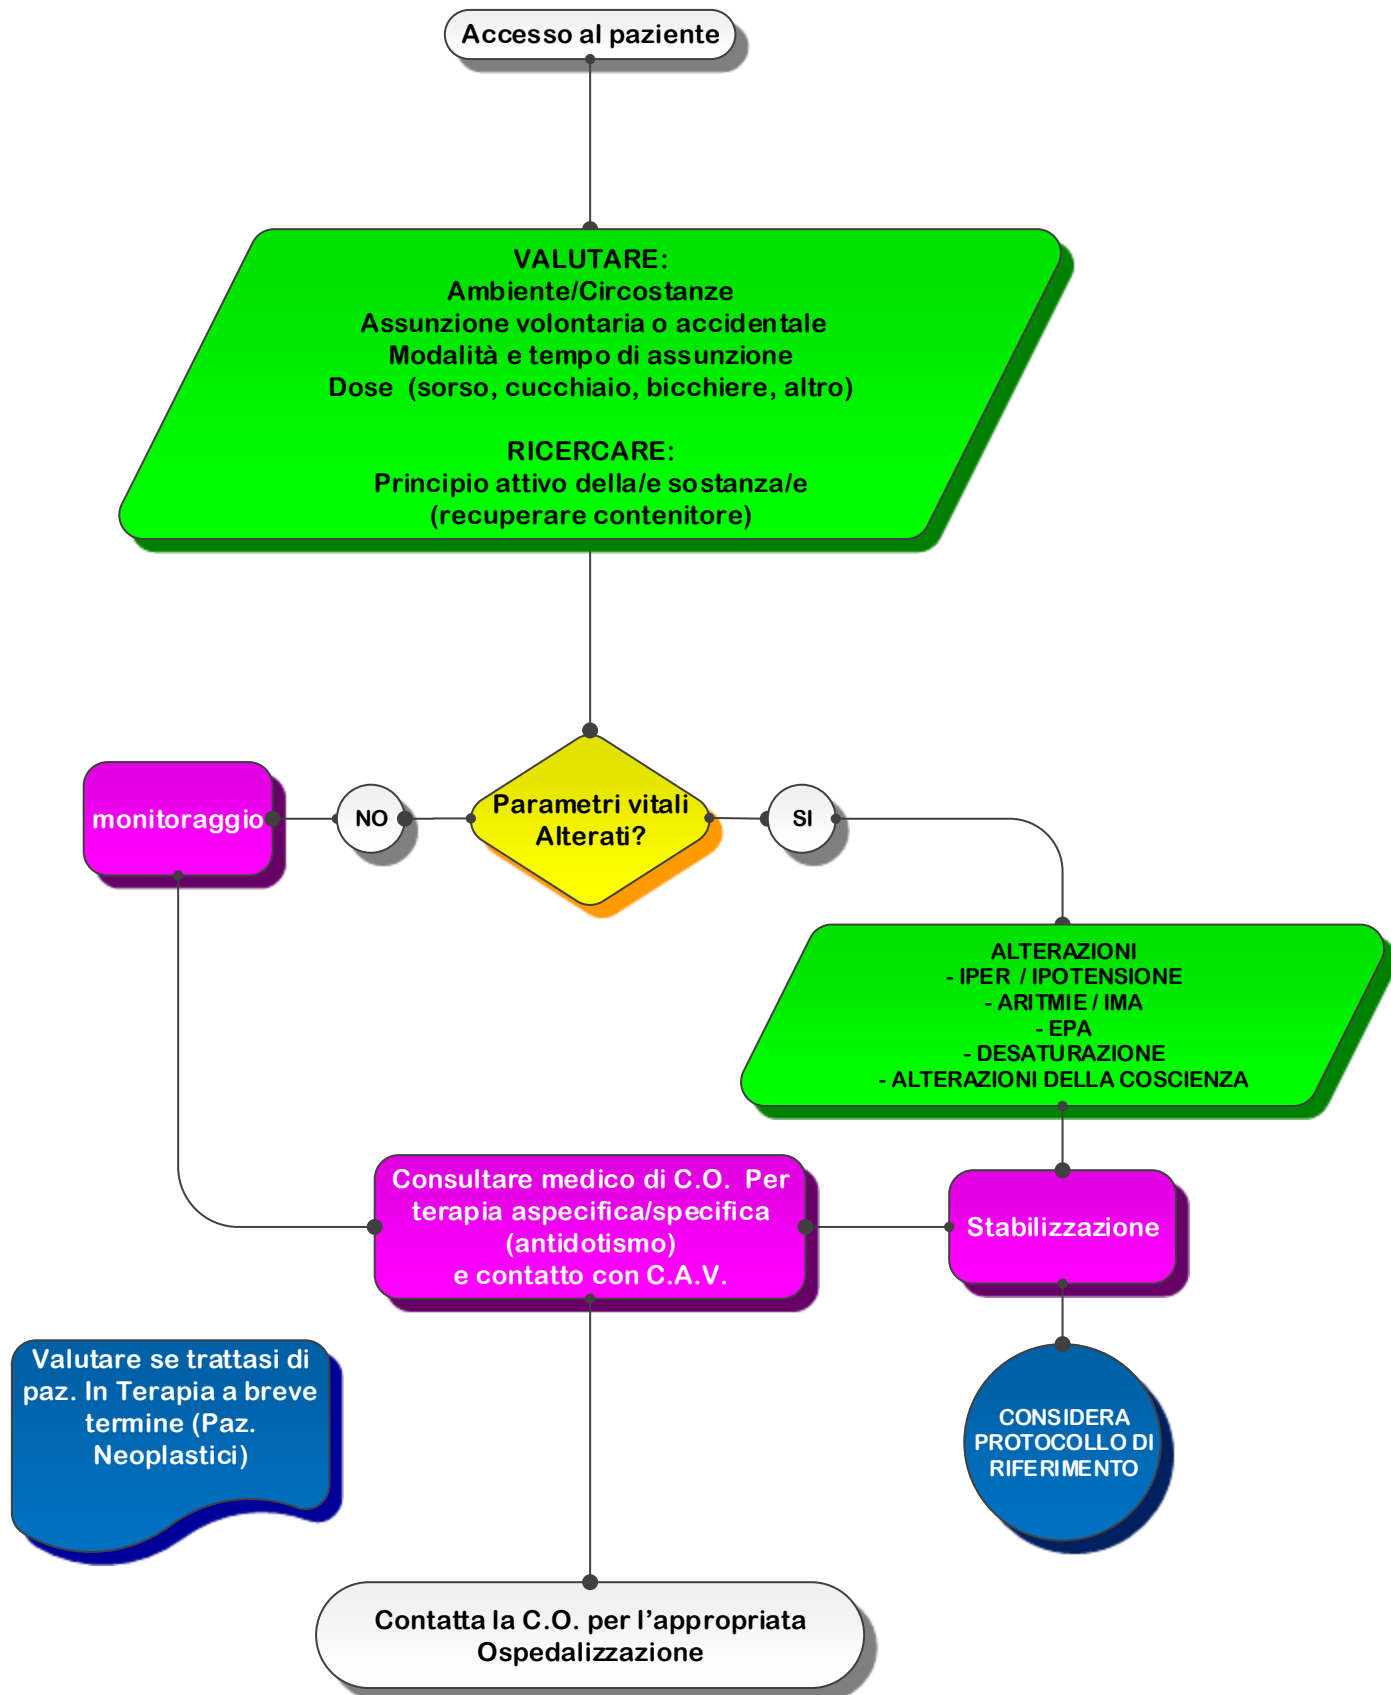 Accesso al paziente
VALUTARE:
Ambiente/Circostanze
Assunzione volontaria o accidentale
Modalità e tempo di assunzione
Dose (sorso, cucchiaio, bicchiere, altro)
RICERCARE:
Principio attivo della/e sostanza/e
(recuperare contenitore)
monitoraggio
NO
Parametri vitali
Alterati?
SI
ALTERAZIONI
- IPER / IPOTENSIONE
- ARITMIE / IMA
- EPA
- DESATURAZIONE
- ALTERAZIONI DELLA COSCIENZA
Consultare medico di C.O. Per
terapia aspecifica/specifica
(antidotismo)
e contatto con C.A.V.
Stabilizzazione
Valutare se trattasi di
paz. In Terapia a breve
termine (Paz.
Neoplastici)
CONSIDERA
PROTOCOLLO DI
RIFERIMENTO
Contatta la C.O. per l'appropriata
Ospedalizzazione